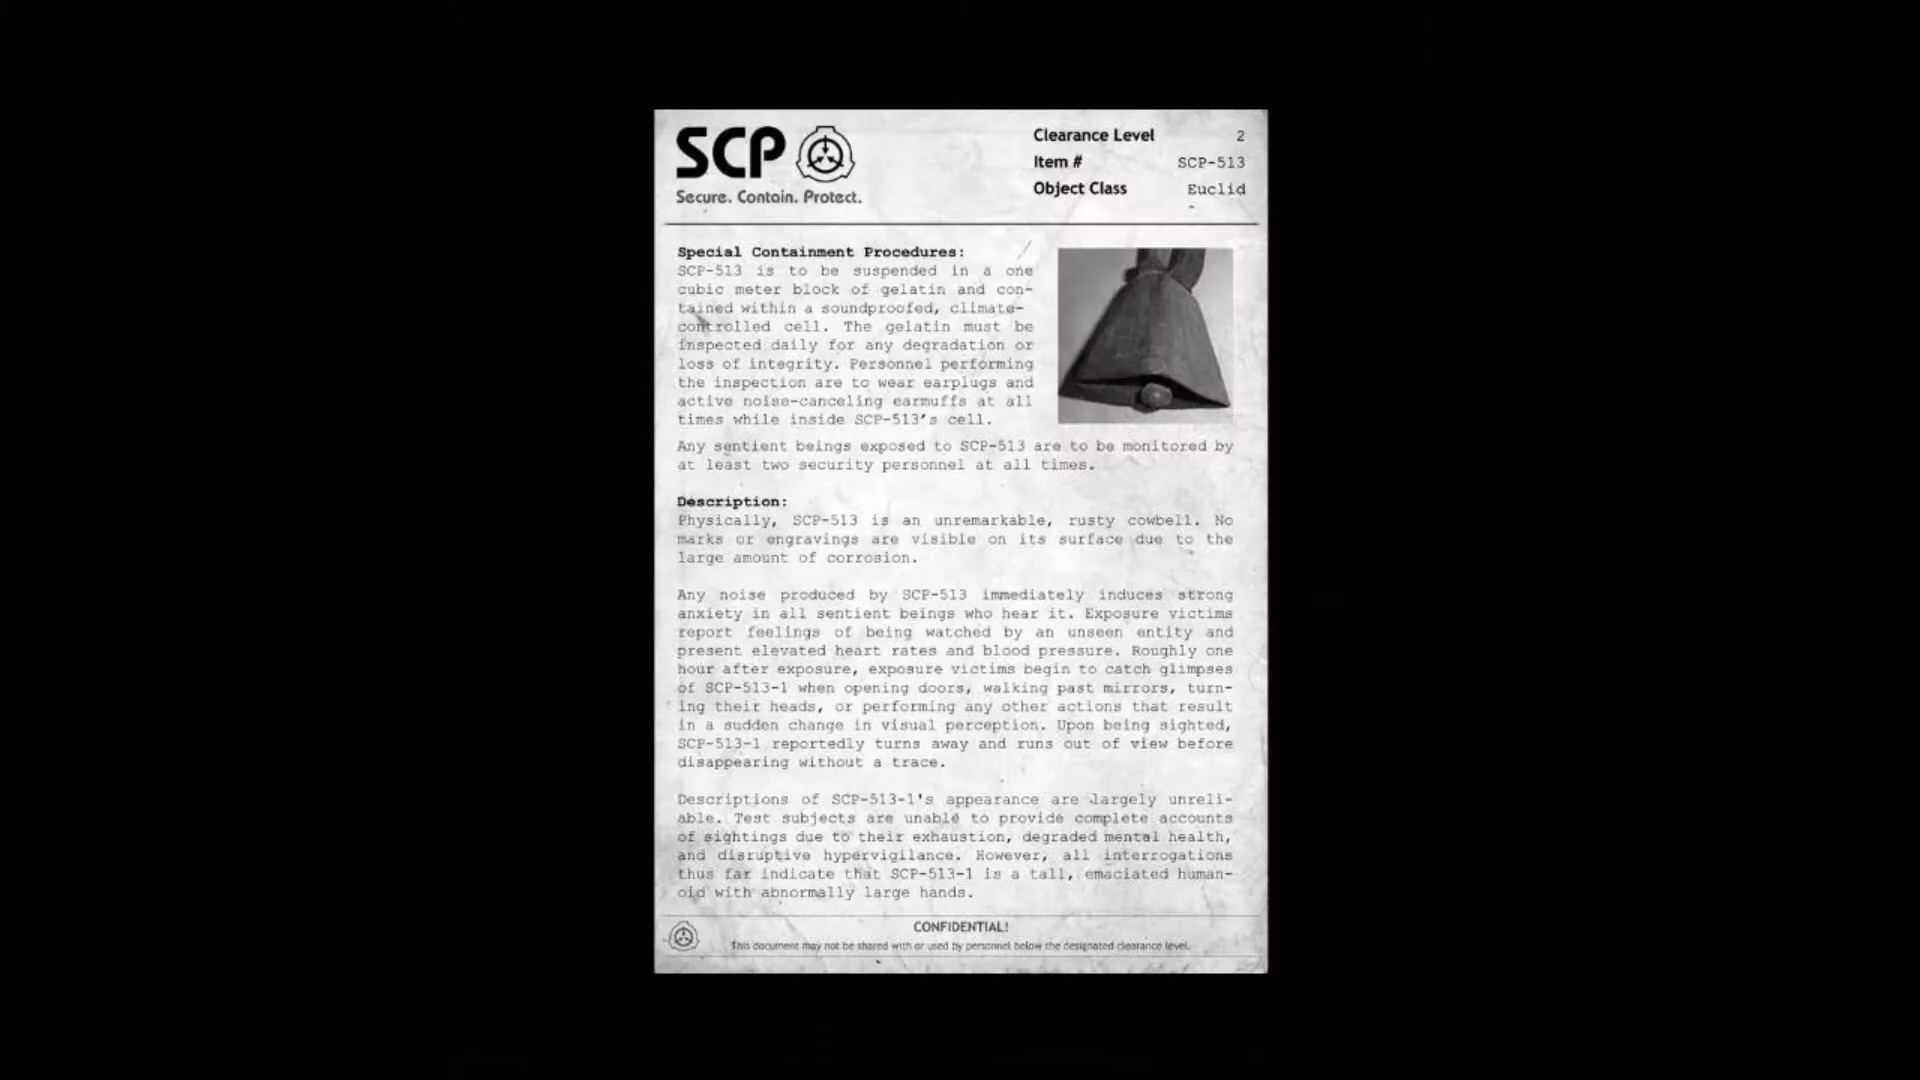 SCP
Secure. Contain. Protect.
Clearance Level 2
Item # SCP-513
Object Class Euclid
Special Containment Procedures:
SCP-513 is to be suspended in a one
cubic meter block of gelatin and con-
tained within a soundproofed, climate-
controlled cell. The gelatin must be
inspected daily for any degradation or
loss of integrity. Personnel performing
the inspection are to wear earplugs and
active noise-canceling earmuffs at all
times while inside SCP-513's cell.
Any sentient beings exposed to SCP-513 are to be monitored by
at least two security personnel at all times.
Description:
Physically, SCP-513 is an unremarkable, rusty cowbell. No
marks or engravings are visible on its surface due to the
large amount of corrosion.
Any noise produced by SCP-513 immediately induces strong
anxiety in all sentient beings who hear it. Exposure victims
report feelings of being watched by an unseen entity and
present elevated heart rates and blood pressure. Roughly one
hour after exposure, exposure victims begin to catch glimpses
of SCP-513-1 when opening doors, walking past mirrors, turn-
ing their heads, or performing any other actions that result
in a sudden change in visual perception. Upon being sighted,
SCP-513-1 reportedly turns away and runs out of view before
disappearing without a trace.
Descriptions of SCP-513-1's appearance are largely unreli-
able. Test subjects are unable to provide complete accounts
of sightings due to their exhaustion, degraded mental health,
and disruptive hypervigilance. However, all interrogations
thus far indicate that SCP-513-1 is a tall, emaciated human-
oid with abnormally large hands.
CONFIDENTIAL!
This document may not be shared with or used by personnel below the designated clearance level.